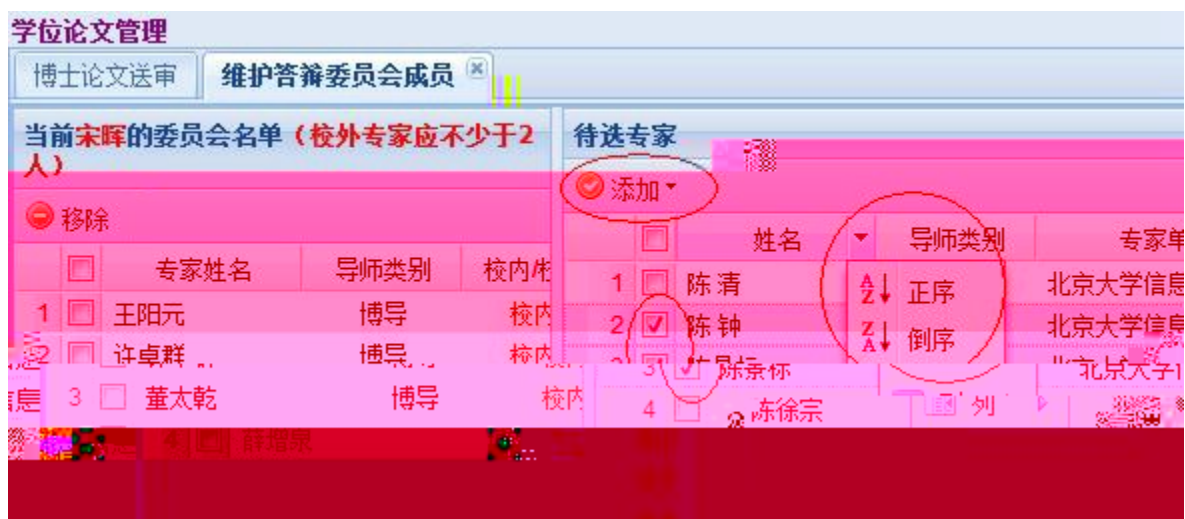 学位论文管理
博士论文送审 维护答辩委员会成员
当前宋晖的委员会名单（校外专家应不少于2人）
移除
专家姓名 导师类别 校内/校
1 王阳元 博导 校内
2 许卓群 博导 校内
3 董太乾 博导 校内
4 薛增泉
待选专家
添加
姓名 导师类别 专家单
1 陈清 北京大学信息
2 陈钟 北京大学信息
3 陈景标 北京大学信
4 陈徐宗
正序
倒序
列